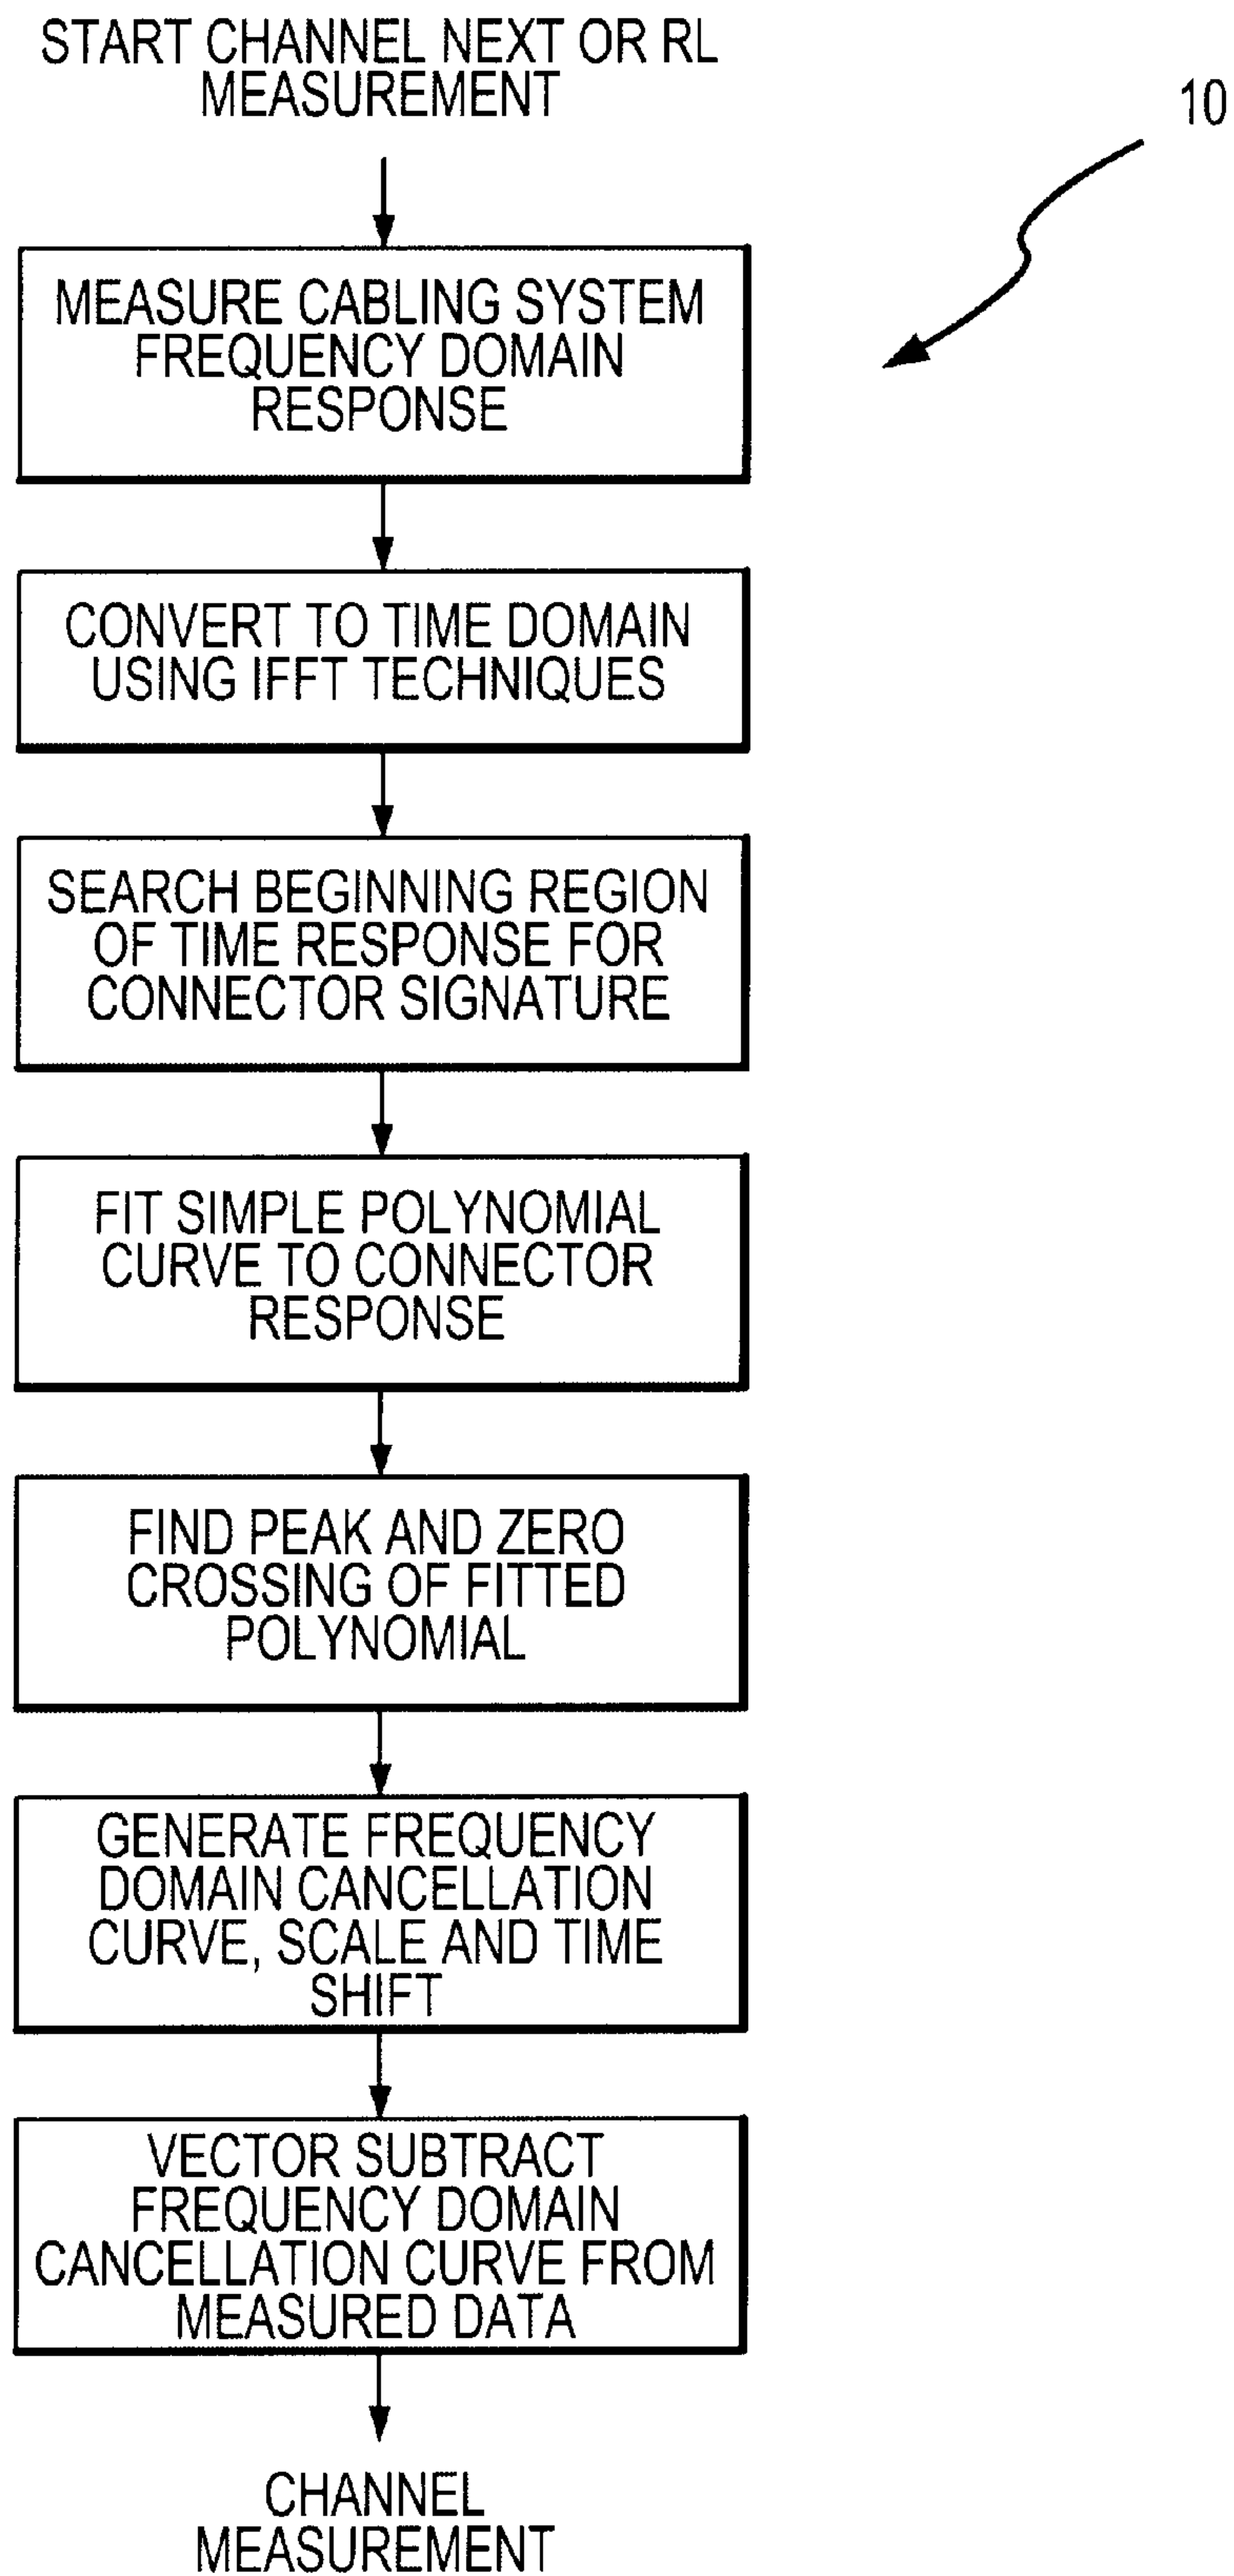 START CHANNEL NEXT OR RL
MEASUREMENT
10
MEASURE CABLING SYSTEM
FREQUENCY DOMAIN
RESPONSE
CONVERT TO TIME DOMAIN
USING IFFT TECHNIQUES
SEARCH BEGINNING REGION
OF TIME RESPONSE FOR
CONNECTOR SIGNATURE
FIT SIMPLE POLYNOMIAL
CURVE TO CONNECTOR
RESPONSE
FIND PEAK AND ZERO
CROSSING OF FITTED
POLYNOMIAL
GENERATE FREQUENCY
DOMAIN CANCELLATION
CURVE, SCALE AND TIME
SHIFT
VECTOR SUBTRACT
FREQUENCY DOMAIN
CANCELLATION CURVE FROM
MEASURED DATA
CHANNEL
MEASUREMENT